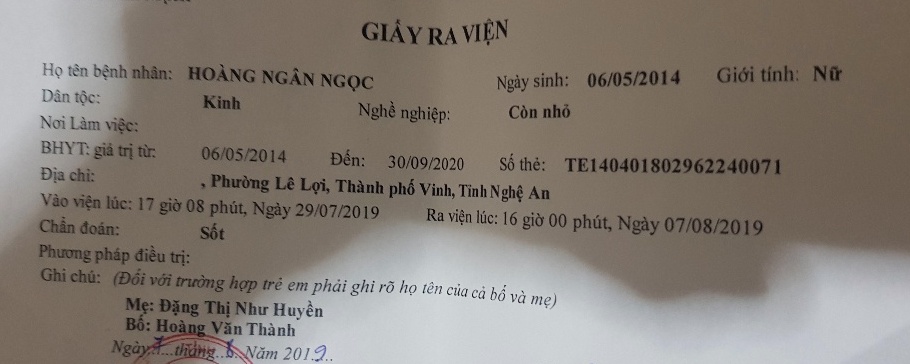 GIẤY RA VIỆN
Họ tên bệnh nhân: HOÀNG NGÂN NGỌC Ngày sinh: 06/05/2014 Giới tính: Nữ
Dân tộc: Kinh Nghề nghiệp: Còn nhỏ
Nơi Làm việc:
BHYT: giá trị từ: 06/05/2014 Đến: 30/09/2020 Số thẻ: TE1404018029622400​71
Địa chỉ: , Phường Lê Lợi, Thành phố Vinh, Tỉnh Nghệ An
Vào viện lúc: 17 giờ 08 phút, Ngày 29/07/2019 Ra viện lúc: 16 giờ 00 phút, Ngày 07/08/2019
Chẩn đoán: Sốt
Phương pháp điều trị:
Ghi chú: (Đối với trường hợp trẻ em phải ghi rõ họ tên của cả bố và mẹ)
Mẹ: Đặng Thị Như Huyền
Bố: Hoàng Văn Thành
Ngày...tháng... Năm 2019..